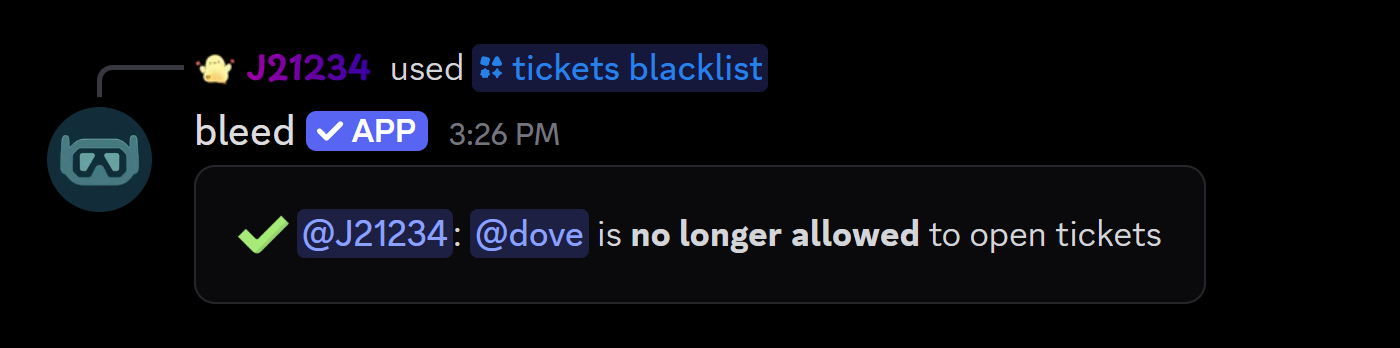 J21234 used tickets blacklist
bleed APP 3:26 PM
@J21234: @dove is no longer allowed to open tickets